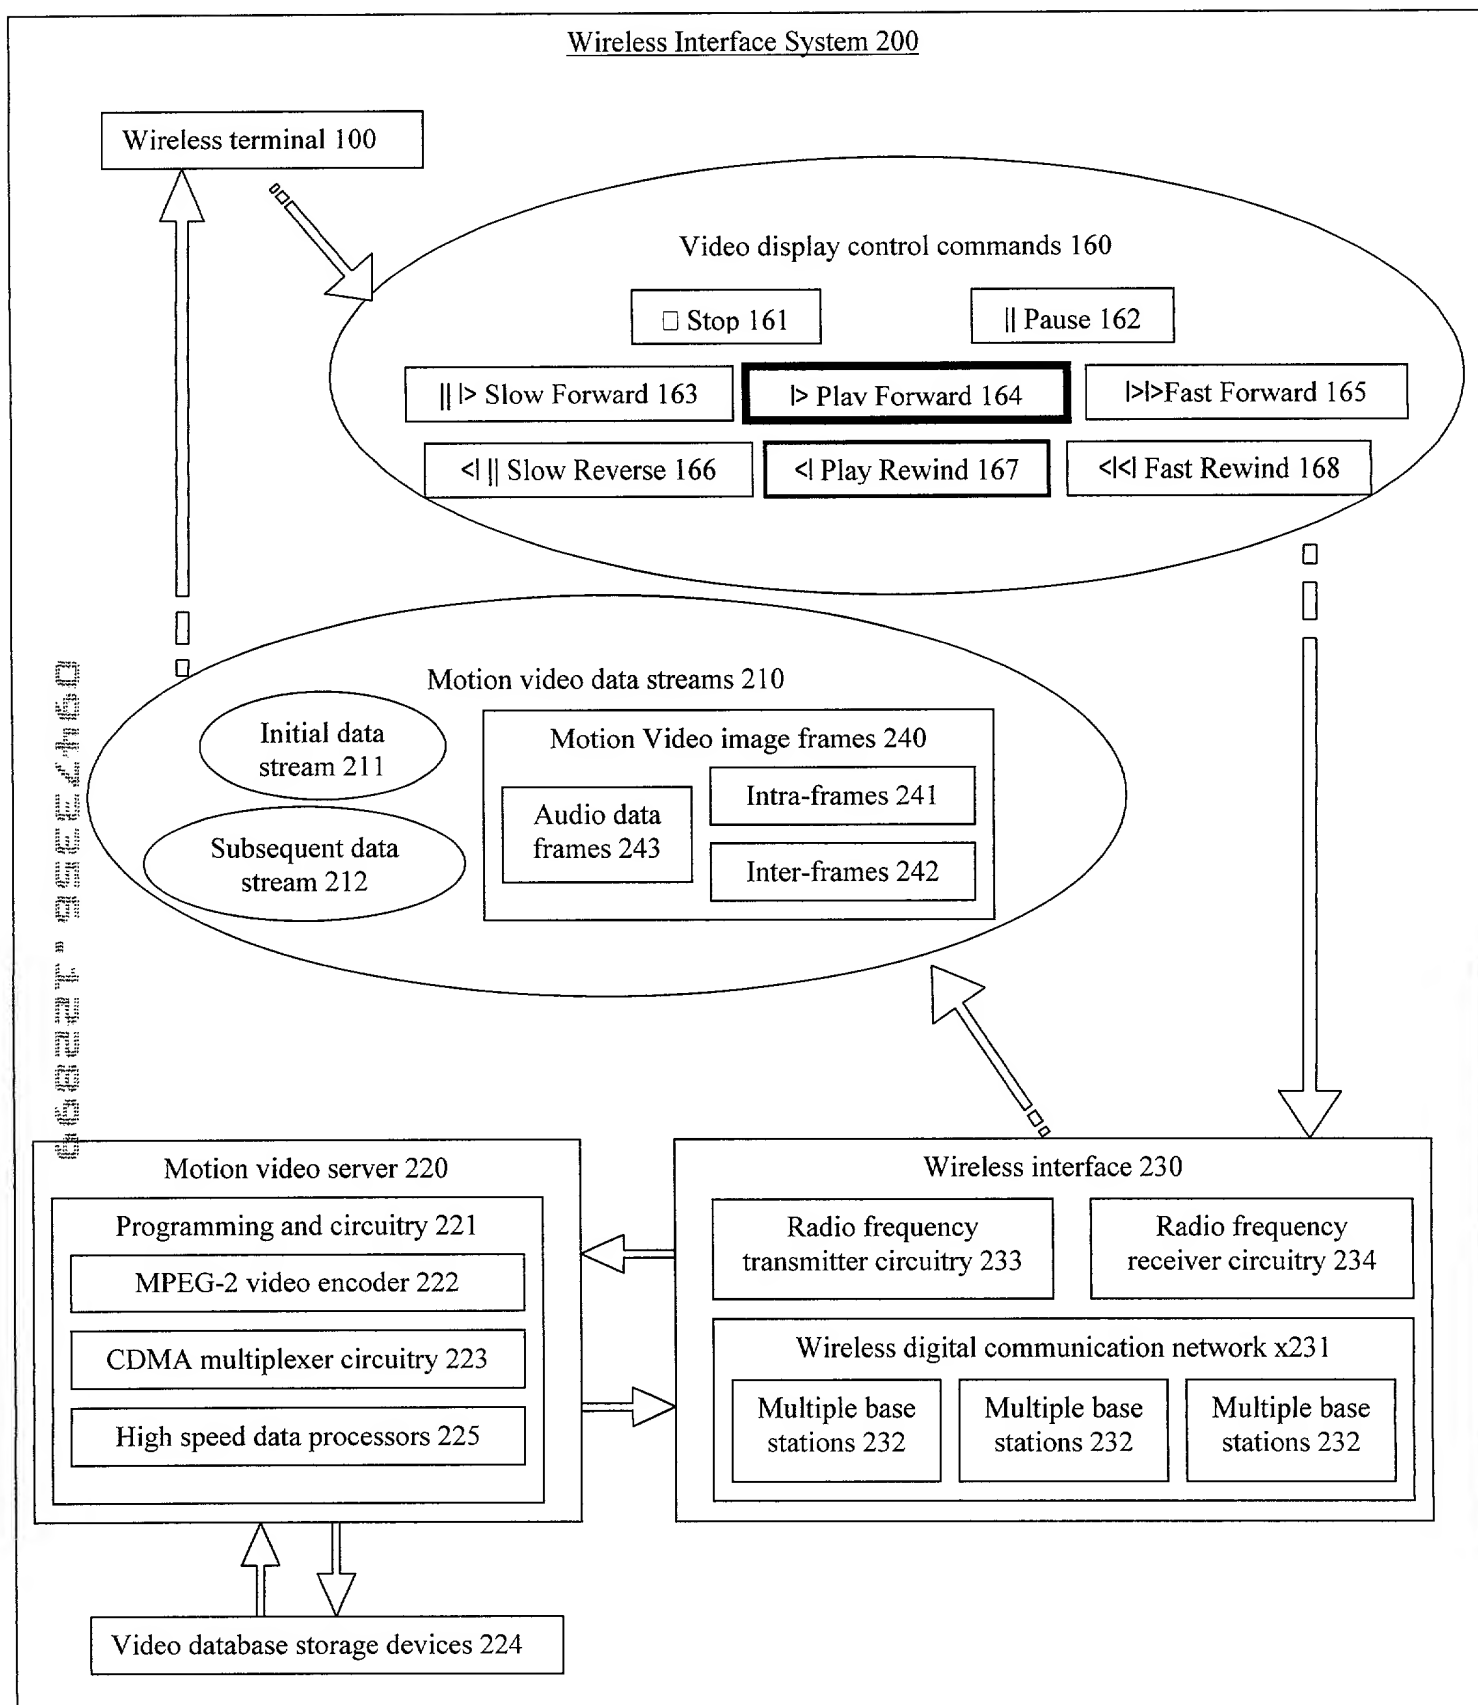 Wireless Interface System 200
Wireless terminal 100
Video display control commands 160
□ Stop 161
|| Pause 162
|| |> Slow Forward 163
|> Plav Forward 164
|>|>Fast Forward 165
<| || Slow Reverse 166
<| Play Rewind 167
<|<| Fast Rewind 168
Motion video data streams 210
Initial data
stream 211
Subsequent data
stream 212
Motion Video image frames 240
Audio data
frames 243
Intra-frames 241
Inter-frames 242
Motion video server 220
Programming and circuitry 221
MPEG-2 video encoder 222
CDMA multiplexer circuitry 223
High speed data processors 225
Wireless interface 230
Radio frequency
transmitter circuitry 233
Radio frequency
receiver circuitry 234
Wireless digital communication network x231
Multiple base
stations 232
Multiple base
stations 232
Multiple base
stations 232
Video database storage devices 224